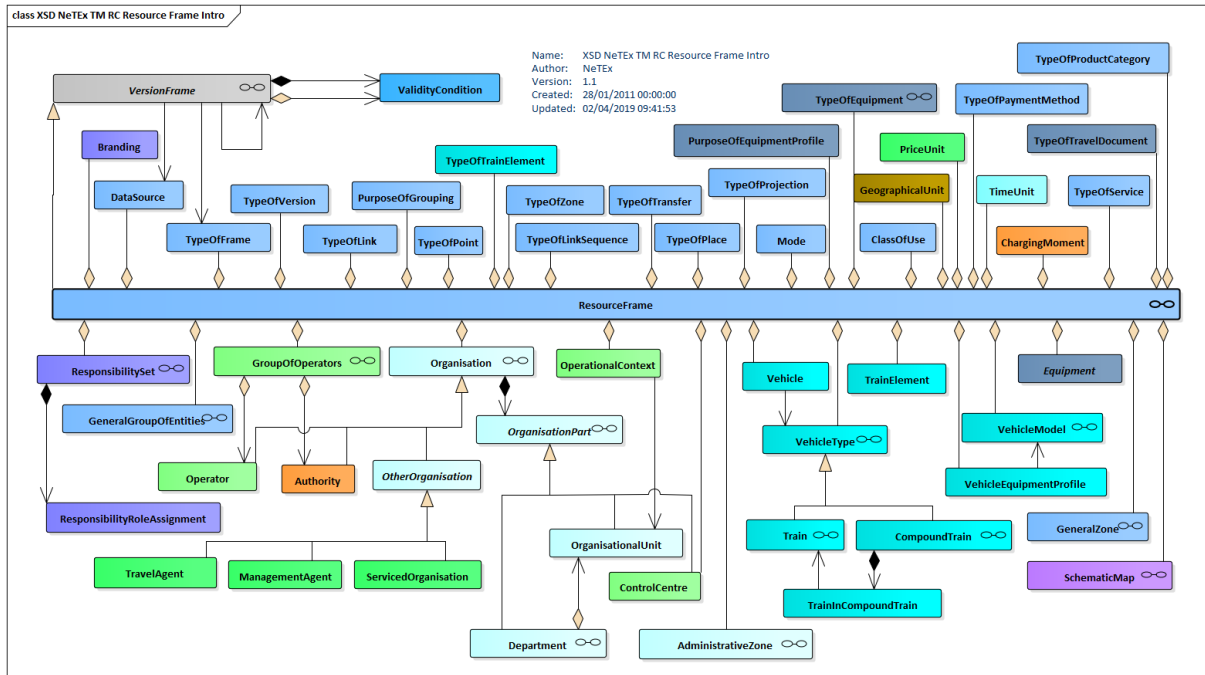 class XSD NeTEx TM RC Resource Frame Intro
Name: XSD NeTEx TM RC Resource Frame Intro
Author: NeTEx
Version: 1.1
Created: 28/01/2011 00:00:00
Updated: 02/04/2019 09:41:53
VersionFrame
ValidityCondition
TypeOfProductCategory
TypeOfEquipment
TypeOfPaymentMethod
Branding
TypeOfTrainElement
PurposeOfEquipmentProfile
PriceUnit
TypeOfTravelDocument
DataSource
TypeOfVersion
PurposeOfGrouping
TypeOfZone
TypeOfTransfer
TypeOfProjection
GeographicalUnit
TimeUnit
TypeOfService
TypeOfFrame
TypeOfLink
TypeOfPoint
TypeOfLinkSequence
TypeOfPlace
Mode
ClassOfUse
ChargingMoment
ResourceFrame
ResponsibilitySet
GroupOfOperators
Organisation
OperationalContext
Vehicle
TrainElement
Equipment
GeneralGroupOfEntities
OrganisationPart
VehicleType
VehicleModel
Operator
Authority
OtherOrganisation
VehicleEquipmentProfile
ResponsibilityRoleAssignment
OrganisationalUnit
Train
CompoundTrain
GeneralZone
TravelAgent
ManagementAgent
ServicedOrganisation
ControlCentre
TrainInCompoundTrain
SchematicMap
Department
AdministrativeZone